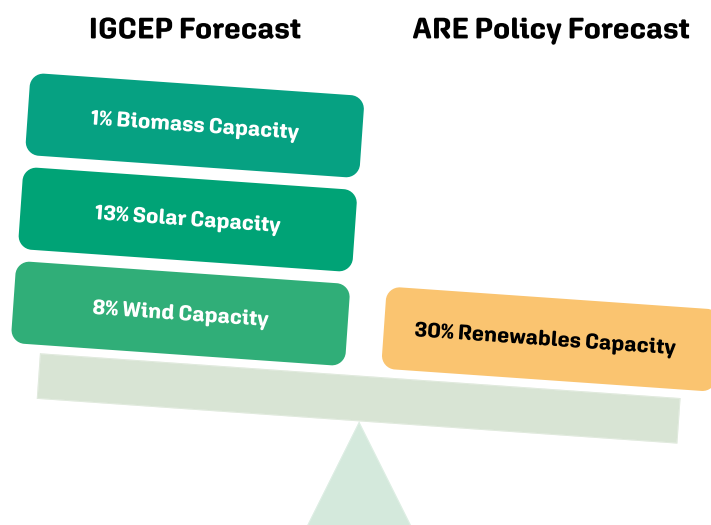 IGCEP Forecast
ARE Policy Forecast
1% Biomass Capacity
13% Solar Capacity
8% Wind Capacity
30% Renewables Capacity